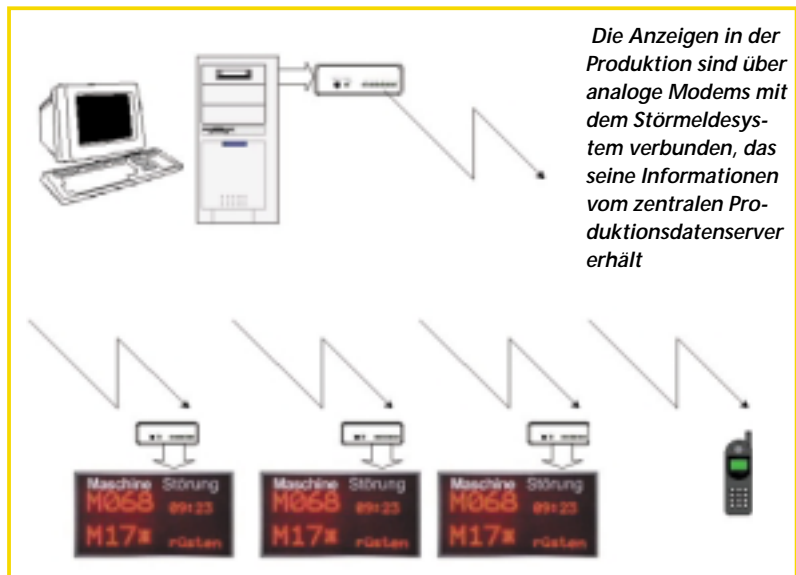 Die Anzeigen in der
Produktion sind über
analoge Modems mit
dem Störmeldesys-
tem verbunden, das
seine Informationen
vom zentralen Pro-
duktionsdatenserver
erhält
Maschine Störung
M068 09:23
M17 rüsten
Maschine Störung
M068 09:23
M17 rüsten
Maschine Störung
M068 09:23
M17 rüsten